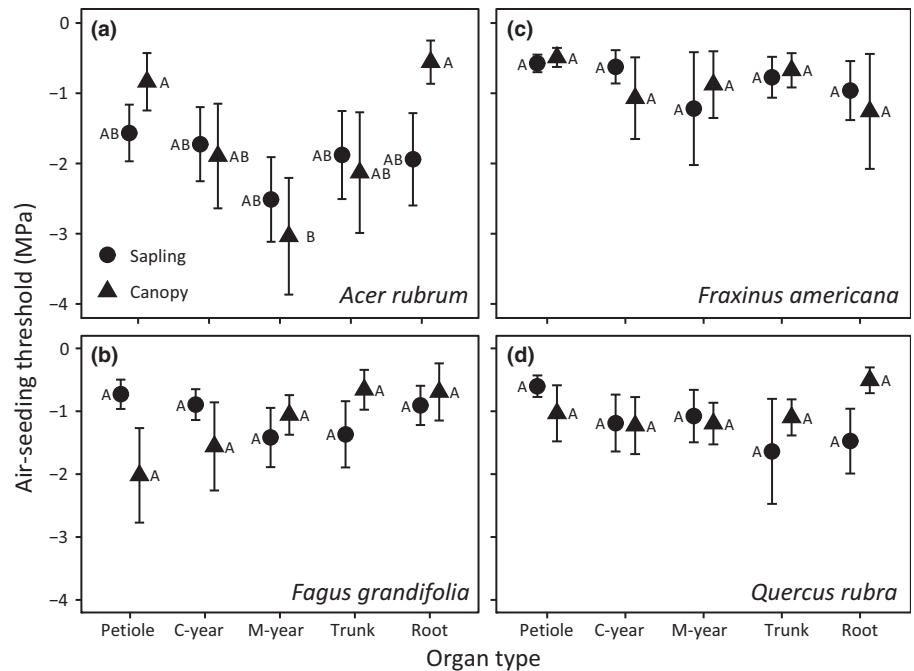 (a)
0
−1
−2
−3
−4
AB
A
AB
AB
AB
B
AB
AB
AB
A
Sapling
Canopy
Acer rubrum
(c)
A
A
A
A
A
A
A
A
A
A
Fraxinus americana
(b)
0
−1
−2
−3
−4
A
A
A
A
A
A
A
A
A
A
Fagus grandifolia
Petiole C-year M-year Trunk Root
(d)
A
A
A
A
A
A
A
A
A
A
Quercus rubra
Petiole C-year M-year Trunk Root
Air-seeding threshold (MPa)
Organ type